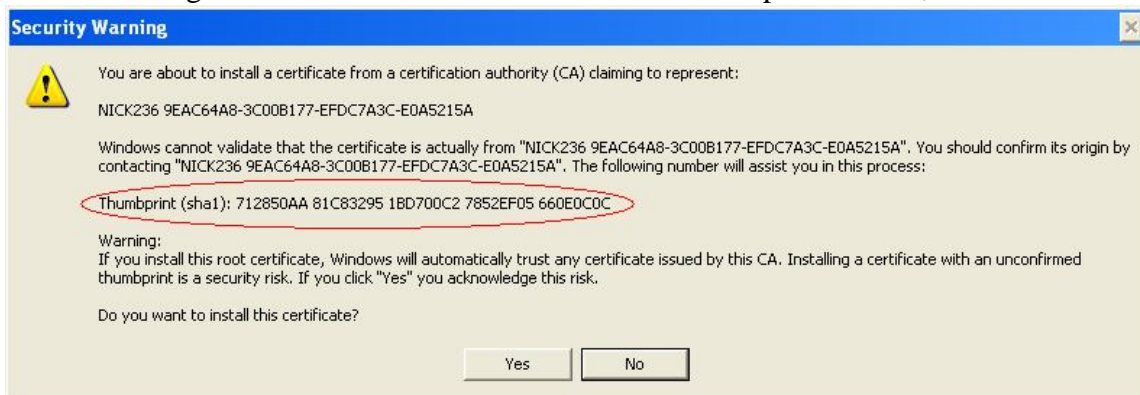 Security Warning
You are about to install a certificate from a certification authority (CA) claiming to represent:
NICK236 9EAC64A8-3C00B177-EFDC7A3C-E0A5215A
Windows cannot validate that the certificate is actually from "NICK236 9EAC64A8-3C00B177-EFDC7A3C-E0A5215A". You should confirm its origin by
contacting "NICK236 9EAC64A8-3C00B177-EFDC7A3C-E0A5215A". The following number will assist you in this process:
Thumbprint (sha1): 712850AA 81C83295 1BD700C2 7852EF05 660E0C0C
Warning:
If you install this root certificate, Windows will automatically trust any certificate issued by this CA. Installing a certificate with an unconfirmed
thumbprint is a security risk. If you click "Yes" you acknowledge this risk.
Do you want to install this certificate?
Yes
No